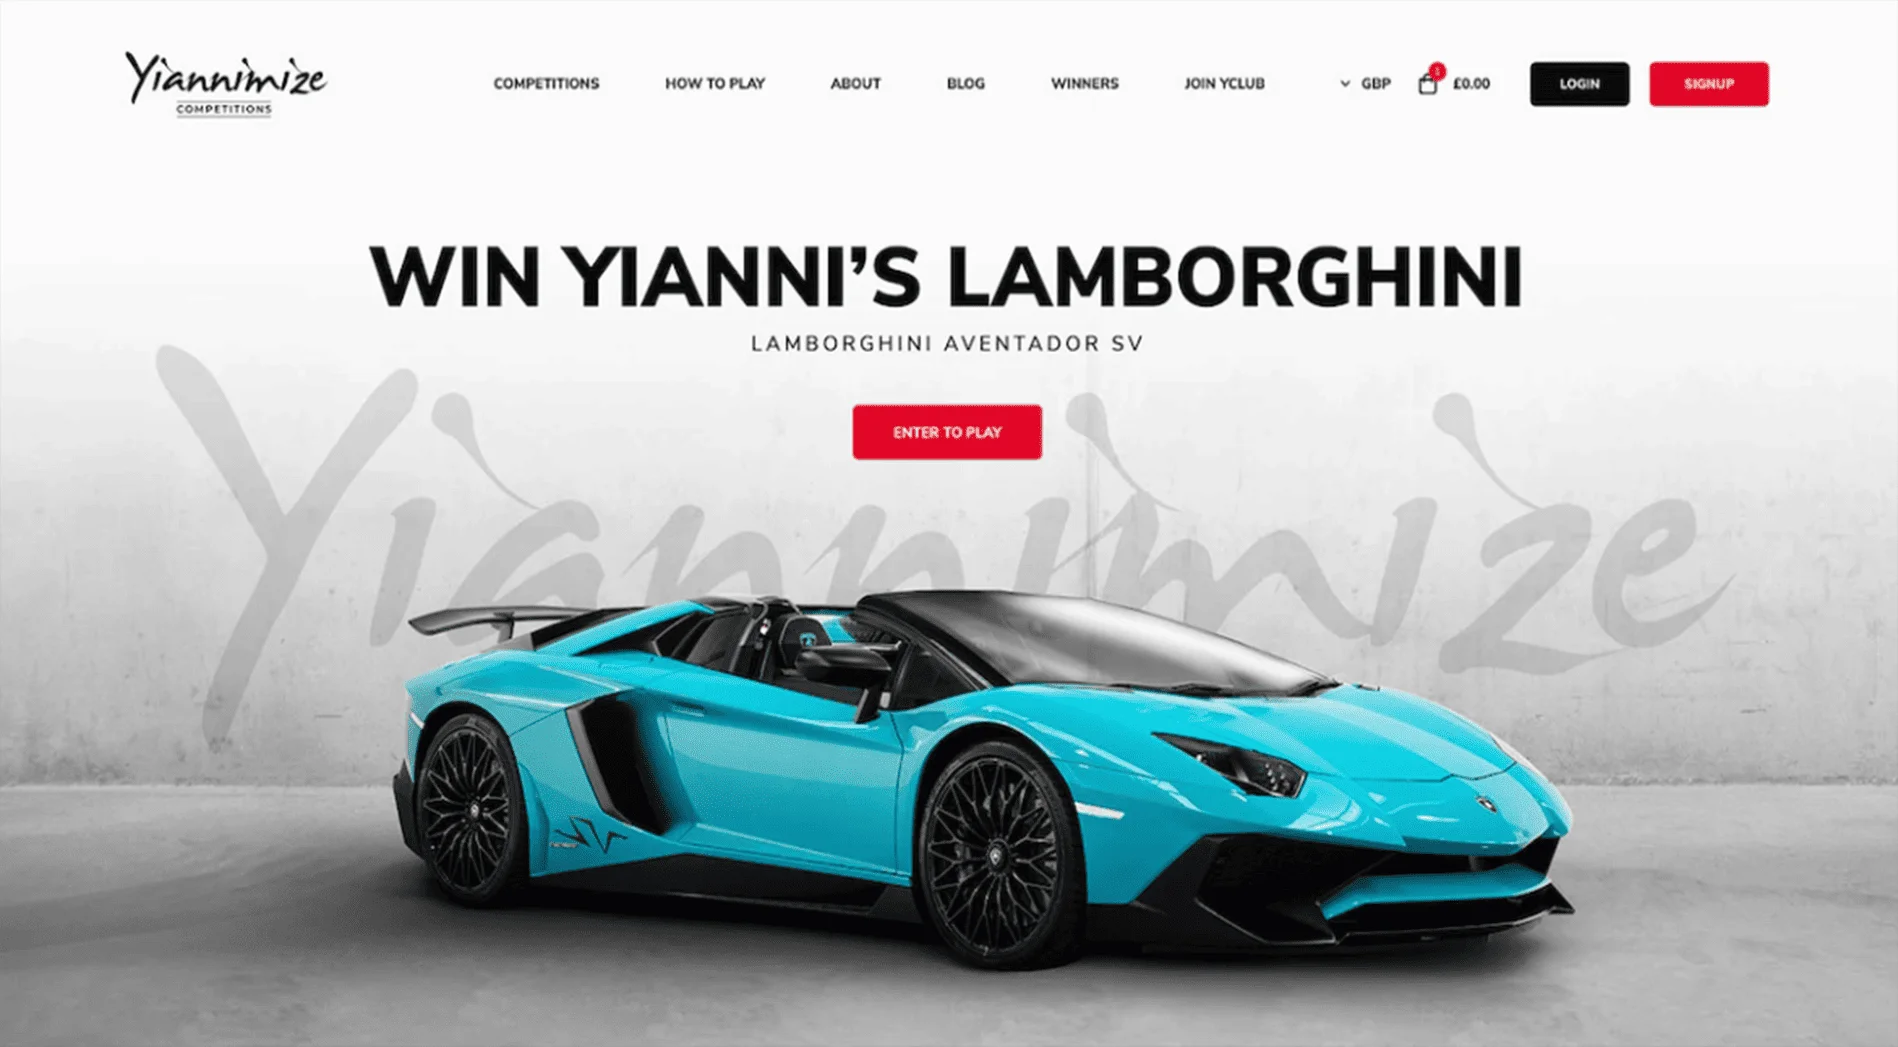 Yiannimize
COMPETITIONS
COMPETITIONS HOW TO PLAY ABOUT BLOG WINNERS JOIN YCLUB GBP 1 £0.00 LOGIN SIGNUP
WIN YIANNI’S LAMBORGHINI
LAMBORGHINI AVENTADOR SV
ENTER TO PLAY
Yiannimize
SV